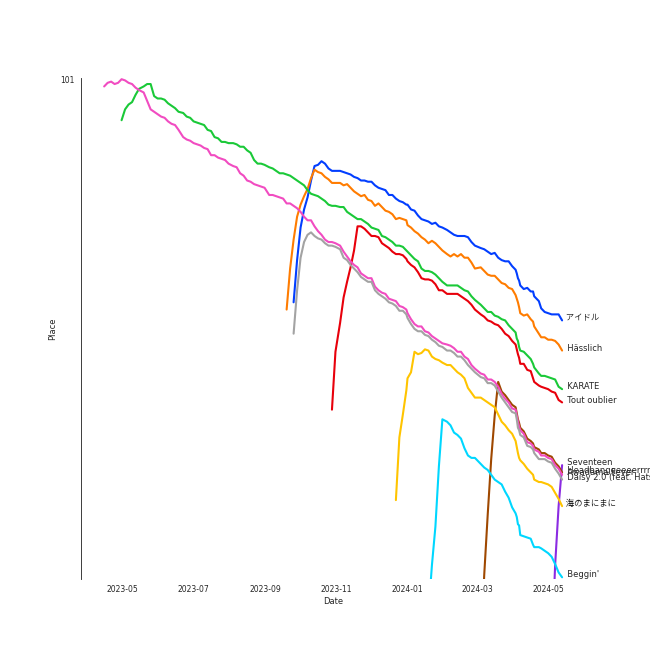 101
Place
アイドル
Hässlich
KARATE
Tout oublier
Seventeen
Daisy 2.0 (feat. Hats
海のまにまに
Beggin'
2023-05 2023-07 2023-09 2023-11 2024-01 2024-03 2024-05
Date